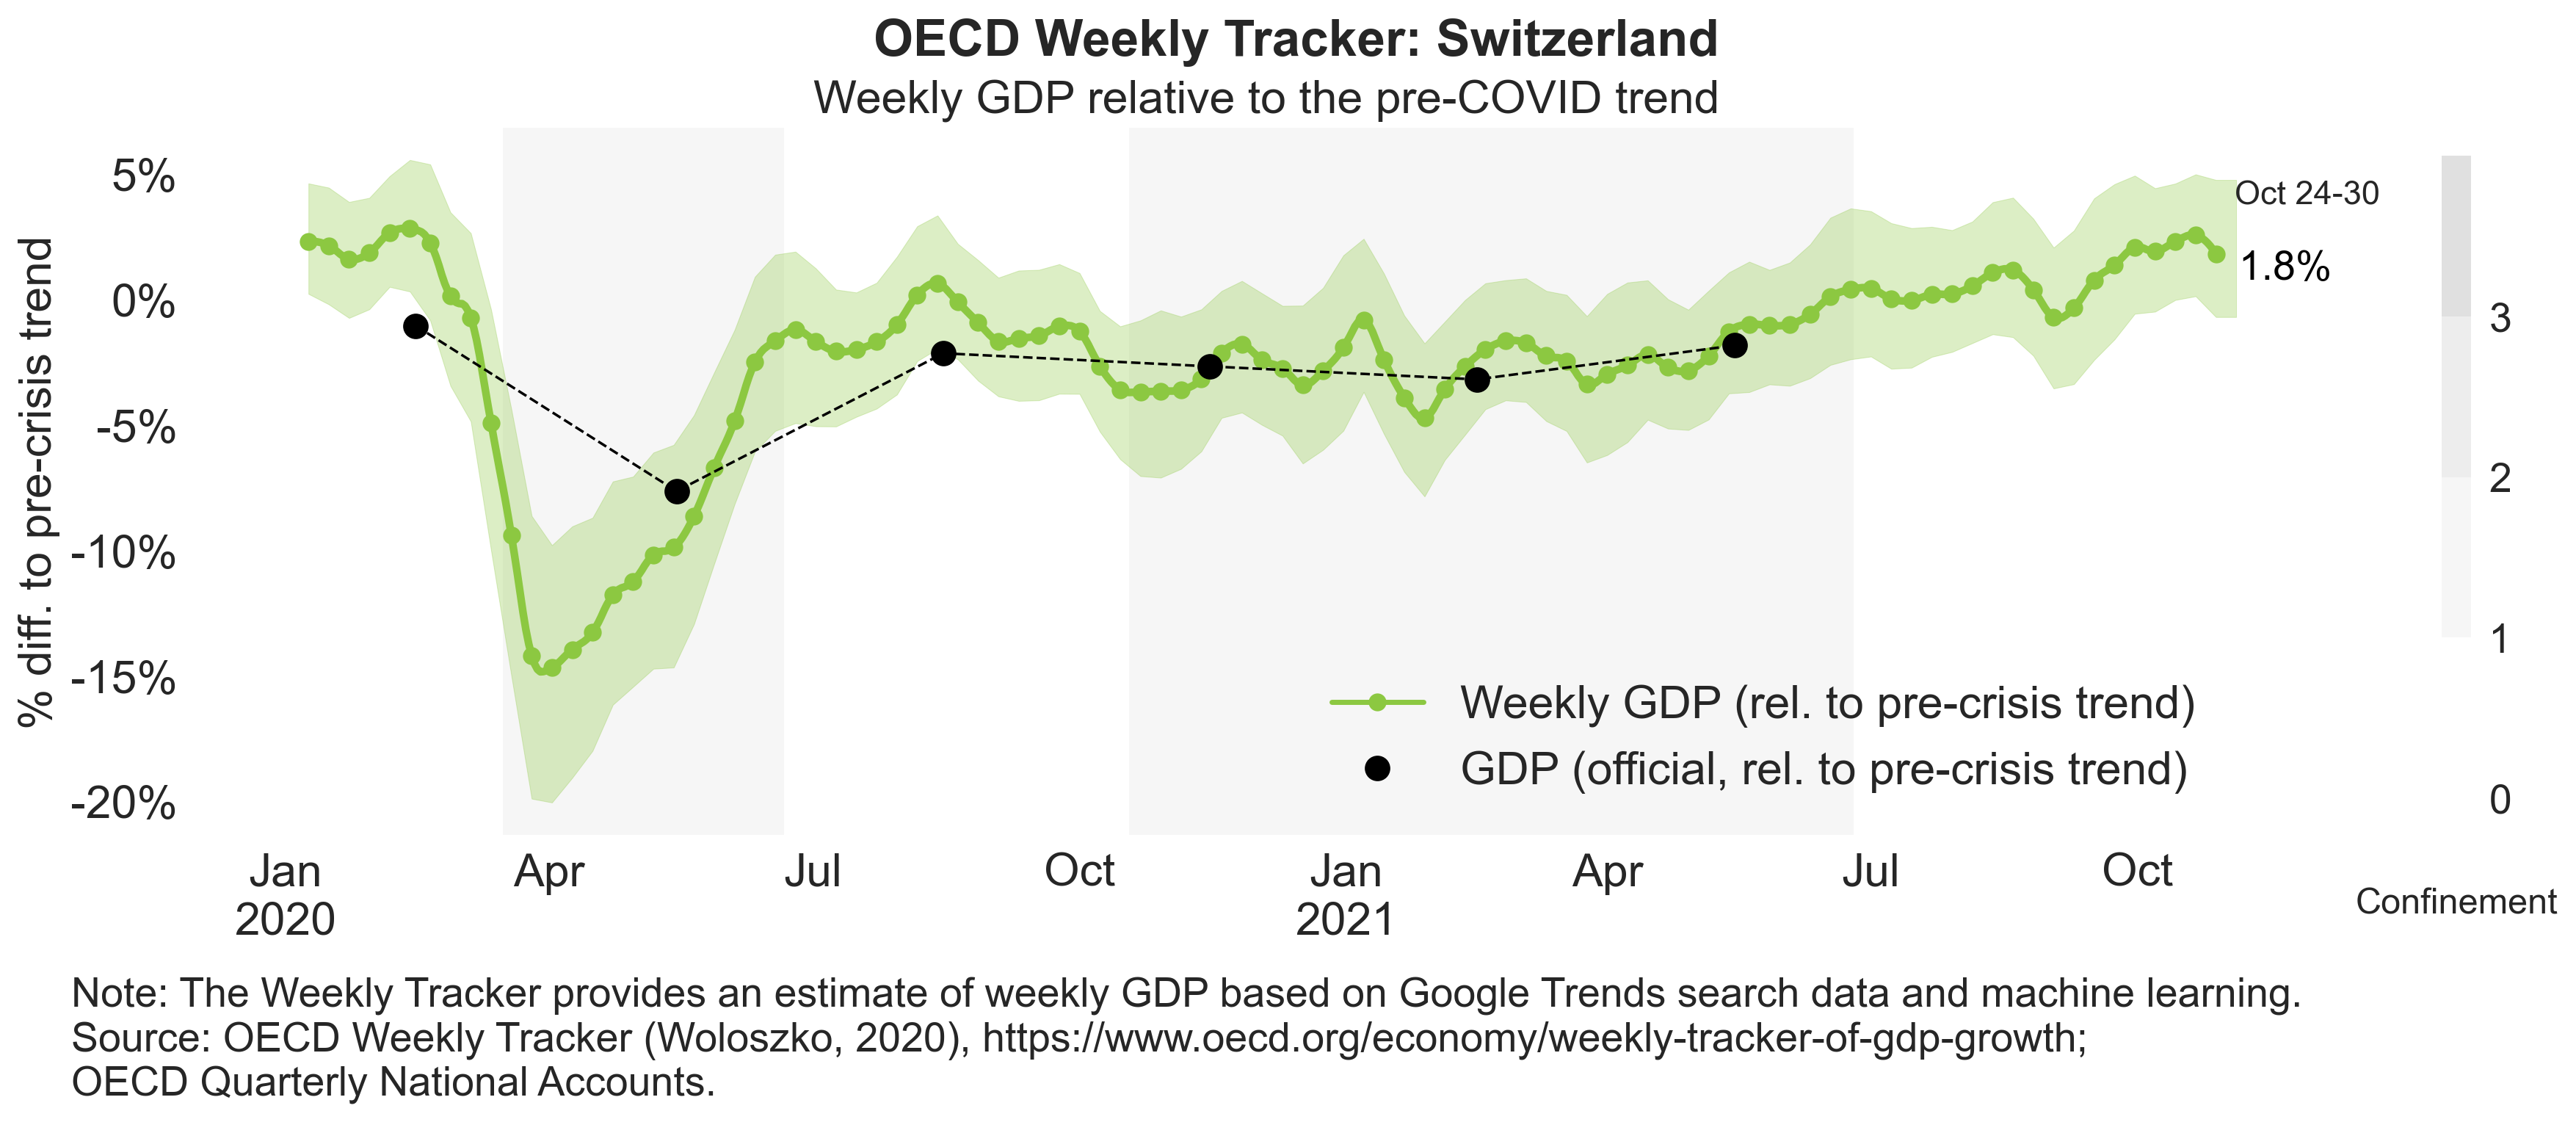 OECD Weekly Tracker: Switzerland
Weekly GDP relative to the pre-COVID trend
% diff. to pre-crisis trend
5%
0%
-5%
-10%
-15%
-20%
Oct 24-30
1.8%
3
2
1
0
Confinement
Weekly GDP (rel. to pre-crisis trend)
GDP (official, rel. to pre-crisis trend)
Jan Apr Jul Oct Jan Apr Jul Oct
2020 2021
Note: The Weekly Tracker provides an estimate of weekly GDP based on Google Trends search data and machine learning.
Source: OECD Weekly Tracker (Woloszko, 2020), https://www.oecd.org/economy/weekly-tracker-of-gdp-growth;
OECD Quarterly National Accounts.